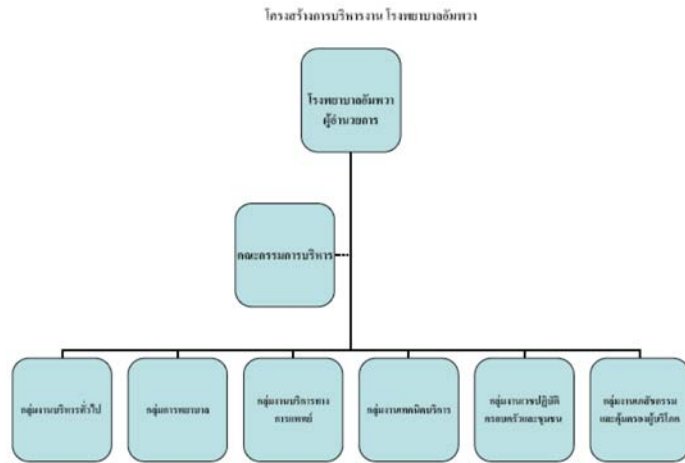 โครงสร้างการบริหารงาน โรงพยาบาลอัมพวา
โรงพยาบาลอัมพวา
ผู้อำนวยการ
คณะกรรมการบริหาร
กลุ่มงานบริหารทั่วไป
กลุ่มการพยาบาล
กลุ่มงานบริการทาง
การแพทย์
กลุ่มงานเทคนิคบริการ
กลุ่มงานเวชปฏิบัติ
ครอบครัวและชุมชน
กลุ่มงานเภสัชกรรม
และคุ้มครองผู้บริโภค